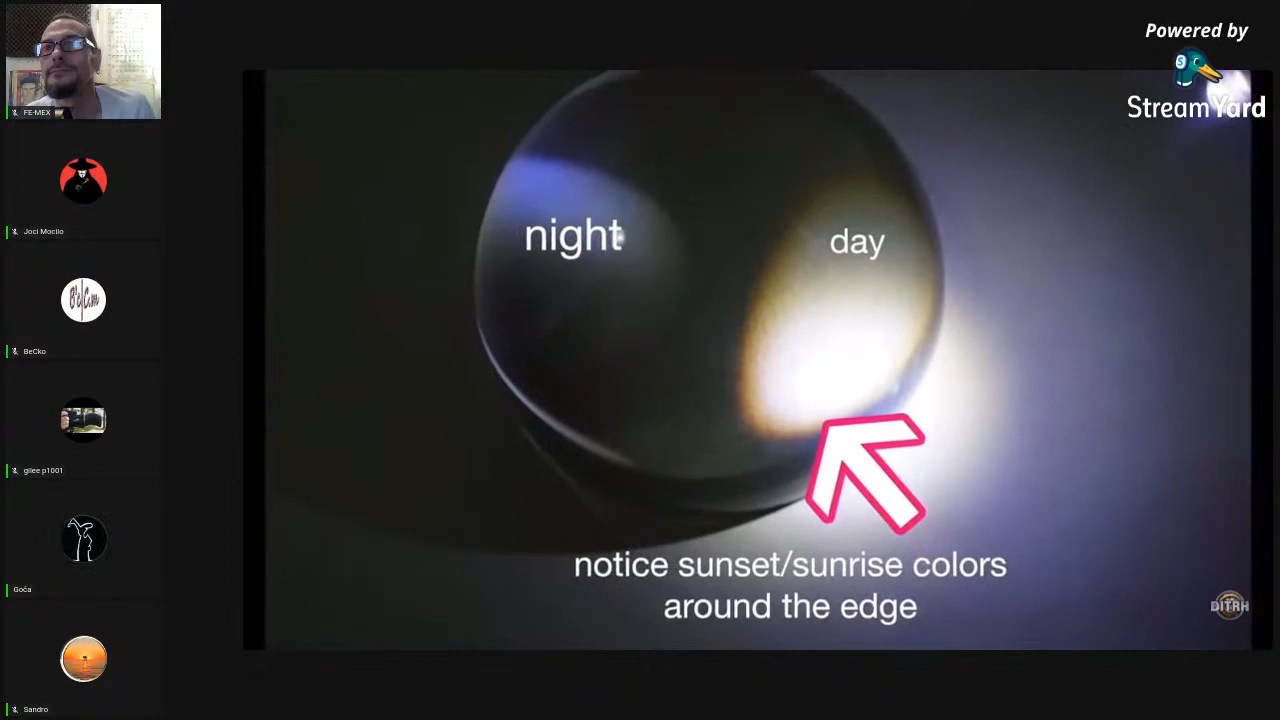 Powered by
S
StreamYard
FE-MEX
Joci Mocilo
BeCko
gilee p1001
Goća
Sandro
night
day
notice sunset/sunrise colors
around the edge
DITRH